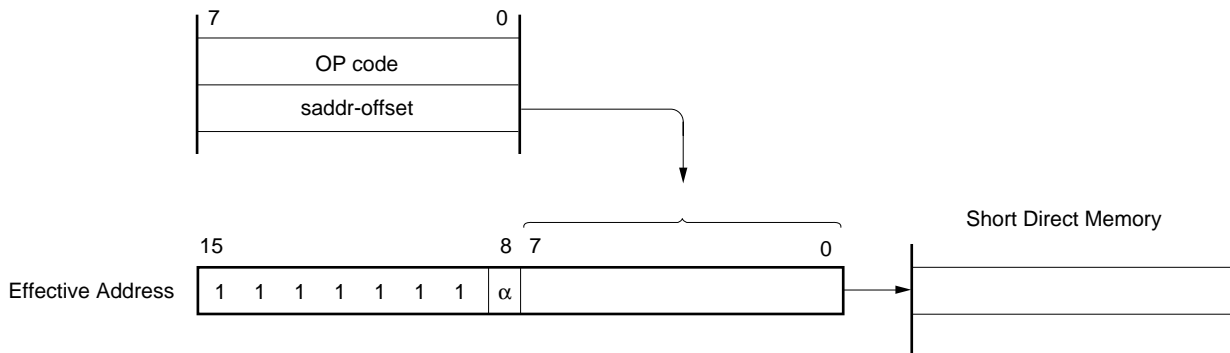 7 0
OP code
saddr-offset
Short Direct Memory
15 8 7 0
Effective Address 1 1 1 1 1 1 1 α